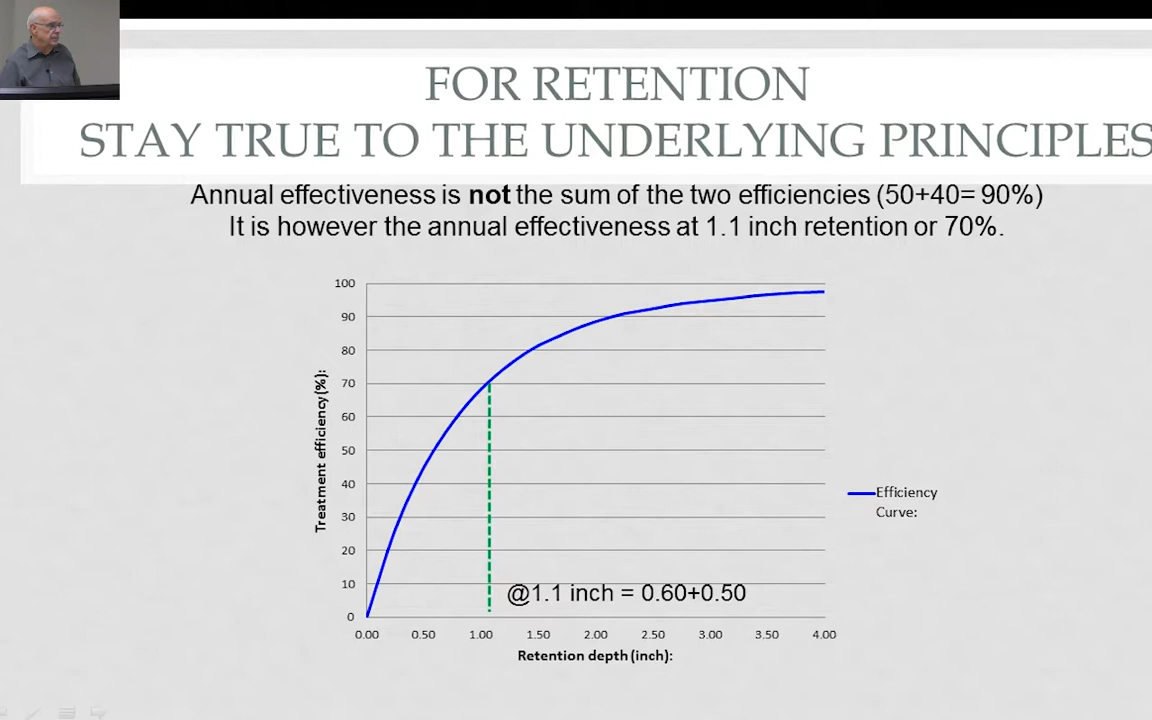 FOR RETENTION
STAY TRUE TO THE UNDERLYING PRINCIPLES
Annual effectiveness is not the sum of the two efficiencies (50+40= 90%)
It is however the annual effectiveness at 1.1 inch retention or 70%.
100
90
80
70
60
50
40
30
20
10
0
Treatment efficiency (%):
@1.1 inch = 0.60+0.50
0.00 0.50 1.00 1.50 2.00 2.50 3.00 3.50 4.00
Retention depth (inch):
Efficiency
Curve: